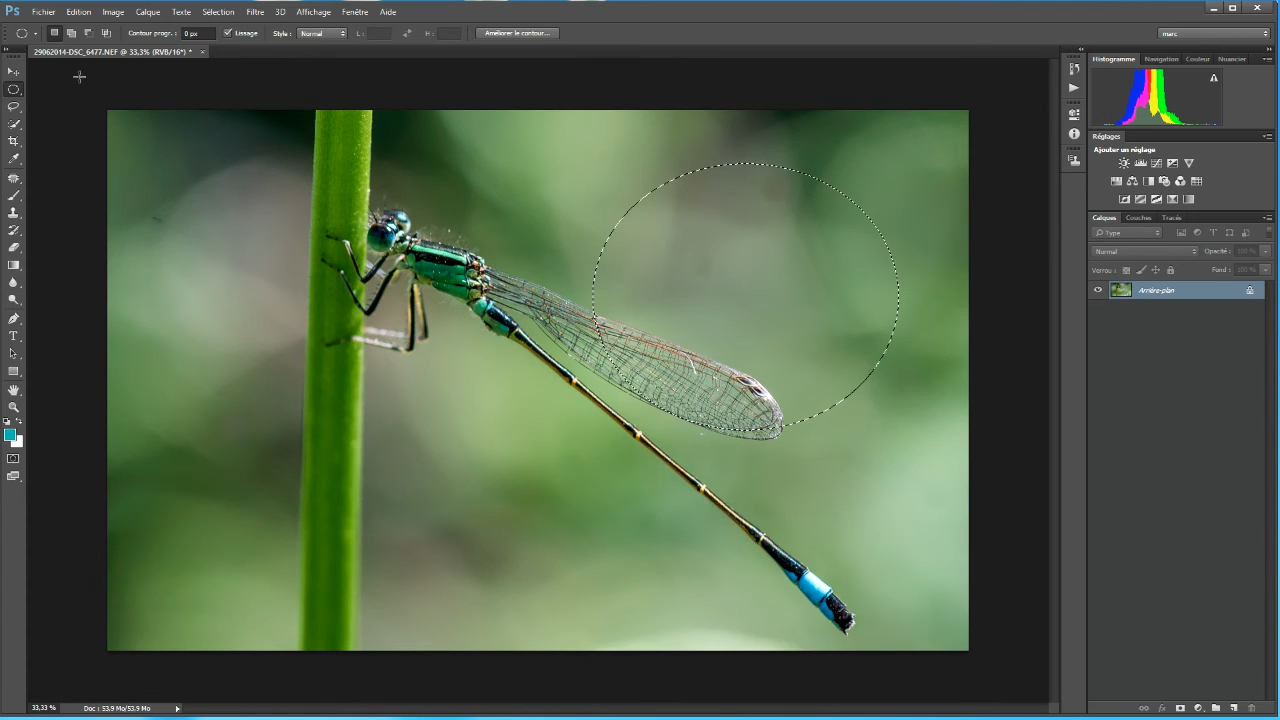 Ps Fichier Edition Image Calque Texte Sélection Filtre 3D Affichage Fenêtre Aide
Contour progr. : 0 px Lissage Style : Normal L : H : Améliorer le contour... marc
29062014-DSC_6477.NEF @ 33,3% (RVB/16*) * ×
Histogramme Navigation Couleur Nuancier
Réglages
Ajouter un réglage
Calques Couches Tracés
Type
Normal Opacité : 100 %
Verrou : Fond : 100 %
Arrière-plan
33,33 % Doc : 53,9 Mo/53,9 Mo